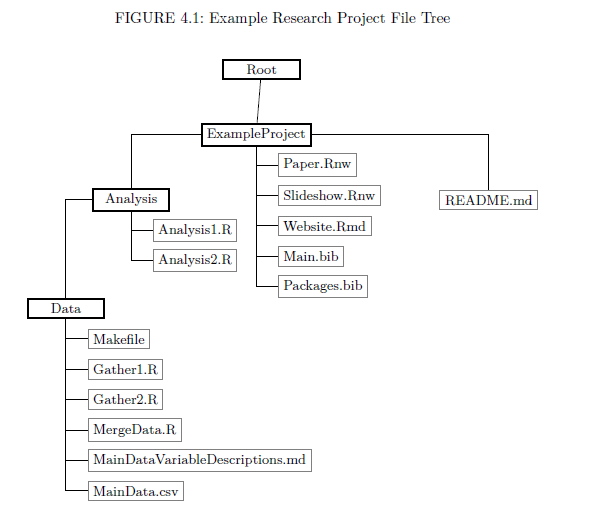 FIGURE 4.1: Example Research Project File Tree
Root
ExampleProject
Paper.Rnw
Analysis
Slideshow.Rnw
README.md
Analysis1.R
Website.Rmd
Analysis2.R
Main.bib
Packages.bib
Data
Makefile
Gather1.R
Gather2.R
MergeData.R
MainDataVariableDescriptions.md
MainData.csv